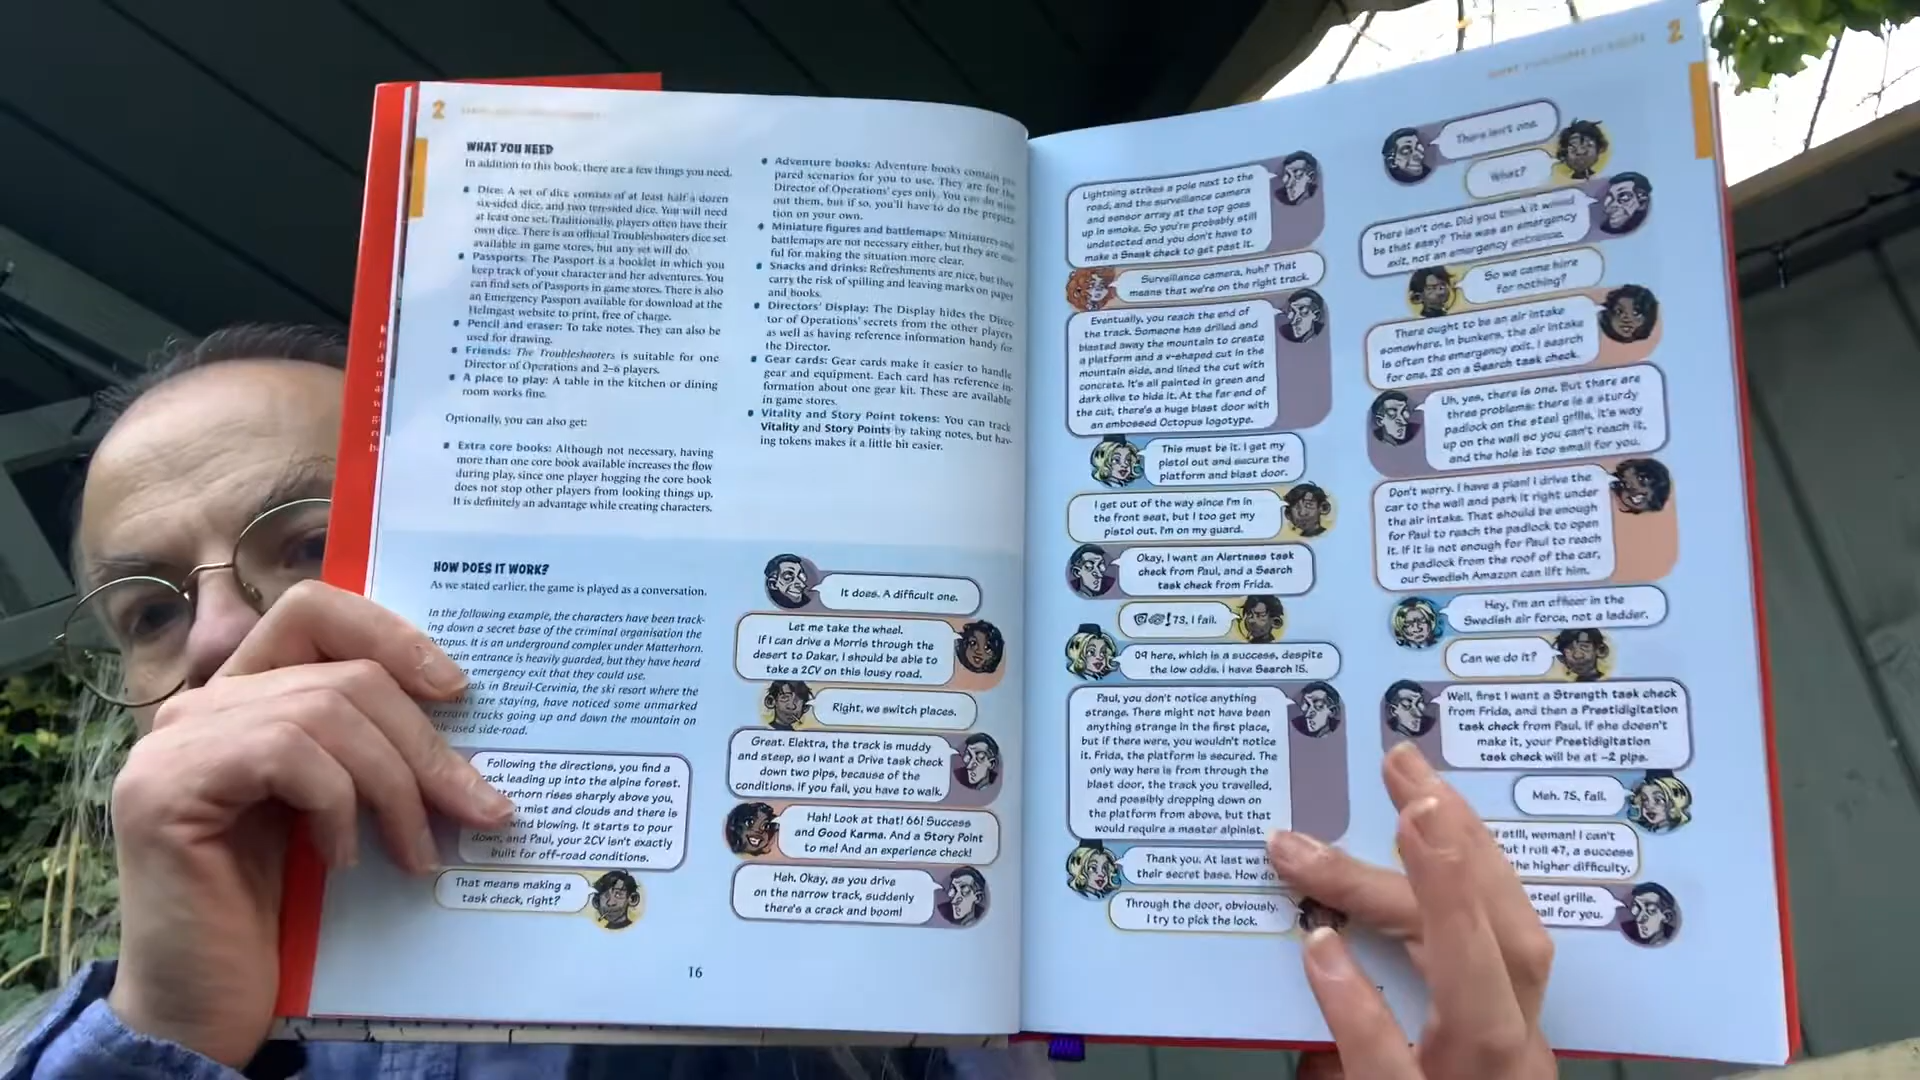 2
WHAT YOU NEED
In addition to this book, there are a few things you need.
Dice: A set of dice consists of at least half a dozen
six-sided dice, and two ten-sided dice. You will need
at least one set. Traditionally, players often have their
own dice. There is an official Troubleshooters dice set
available in game stores, but any set will do.
Passports: The Passport is a booklet in which you
keep track of your character and her adventures. You
can find sets of Passports in game stores. There is also
an Emergency Passport available for download at the
Helmgast website to print, free of charge.
Pencil and eraser: To take notes. They can also be
used for drawing.
Friends: The Troubleshooters is suitable for one
Director of Operations and 2–6 players.
A place to play: A table in the kitchen or dining
room works fine.
Optionally, you can also get:
Extra core books: Although not necessary, having
more than one core book available increases the flow
during play, since one player hogging the core book
does not stop other players from looking things up.
It is definitely an advantage while creating characters.
Adventure books: Adventure books contain
pared scenarios for you to use. They are for the
Director of Operations' eyes only. You can do
out them, but if so, you'll have to do the
tion on your own.
Miniature figures and battlemaps: Miniatures and
battlemaps are not necessary either, but they are
ful for making the situation more clear.
Snacks and drinks: Refreshments are nice, but they
carry the risk of spilling and leaving marks on paper
and books.
Directors' Display: The Display hides the Direc-
tor of Operations' secrets from the other players
as well as having reference information handy for
the Director.
Gear cards: Gear cards make it easier to handle
gear and equipment. Each card has reference in-
formation about one gear kit. These are available
in game stores.
Vitality and Story Point tokens: You can track
Vitality and Story Points by taking notes, but hav-
ing tokens makes it a little bit easier.
HOW DOES IT WORK?
As we stated earlier, the game is played as a conversation.
In the following example, the characters have been track-
ing down a secret base of the criminal organisation the
Octopus. It is an underground complex under Matterhorn.
entrance is heavily guarded, but they have heard
emergency exit that they could use.
in Breuil-Cervinia, the ski resort where the
are staying, have noticed some unmarked
trucks going up and down the mountain on
side-road.
Following the directions, you find a
leading up into the alpine forest.
rises sharply above you,
mist and clouds and there is
wind blowing. It starts to pour
down, and Paul, your 2CV isn't exactly
built for off-road conditions.
That means making a
task check, right?
It does. A difficult one.
Let me take the wheel.
If I can drive a Morris through the
desert to Dakar, I should be able to
take a 2CV on this lousy road.
Right, we switch places.
Great. Elektra, the track is muddy
and steep, so I want a Drive task check
down two pips, because of the
conditions. If you fail, you have to walk.
Hah! Look at that! 66! Success
and Good Karma. And a Story Point
to me! And an experience check!
Heh. Okay, as you drive
on the narrow track, suddenly
there's a crack and boom!
16
2
Lightning strikes a pole next to the
road, and the surveillance camera
and sensor array at the top goes
up in smoke. So you're probably still
undetected and you don't have to
make a Sneak check to get past it.
Surveillance camera, huh? That
means that we're on the right track.
Eventually, you reach the end of
the track. Someone has drilled and
blasted away the mountain to create
a platform and a v-shaped cut in the
mountain side, and lined the cut with
concrete. It's all painted in green and
dark olive to hide it. At the far end of
the cut, there's a huge blast door with
an embossed Octopus logotype.
This must be it. I get my
pistol out and secure the
platform and blast door.
I get out of the way since I'm in
the front seat, but I too get my
pistol out. I'm on my guard.
Okay, I want an Alertness task
check from Paul, and a Search
task check from Frida.
! 73, I fail.
09 here, which is a success, despite
the low odds. I have Search 15.
Paul, you don't notice anything
strange. There might not have been
anything strange in the first place,
but if there were, you wouldn't notice
it. Frida, the platform is secured. The
only way here is from through the
blast door, the track you travelled,
and possibly dropping down on
the platform from above, but that
would require a master alpinist.
Thank you. At last we
their secret base. How do
Through the door, obviously.
I try to pick the lock.
There isn't one.
What?
There isn't one. Did you think it would
be that easy? This was an emergency
exit, not an emergency entrance.
So we came here
for nothing?
There ought to be an air intake
somewhere. In bunkers, the air intake
is often the emergency exit. I search
for one. 28 on a Search task check.
Uh, yes, there is one. But there are
three problems: there is a sturdy
padlock on the steel grille, it's way
up on the wall so you can't reach it,
and the hole is too small for you.
Don't worry. I have a plan! I drive the
car to the wall and park it right under
the air intake. That should be enough
for Paul to reach the padlock to open
it. If it is not enough for Paul to reach
the padlock from the roof of the car,
our Swedish Amazon can lift him.
Hey, I'm an officer in the
Swedish air force, not a ladder.
Can we do it?
Well, first I want a Strength task check
from Frida, and then a Prestidigitation
task check from Paul. If she doesn't
make it, your Prestidigitation
task check will be at –2 pips.
Meh. 75, fail.
still, woman! I can't
But I roll 47, a success
the higher difficulty.
steel grille.
for you.